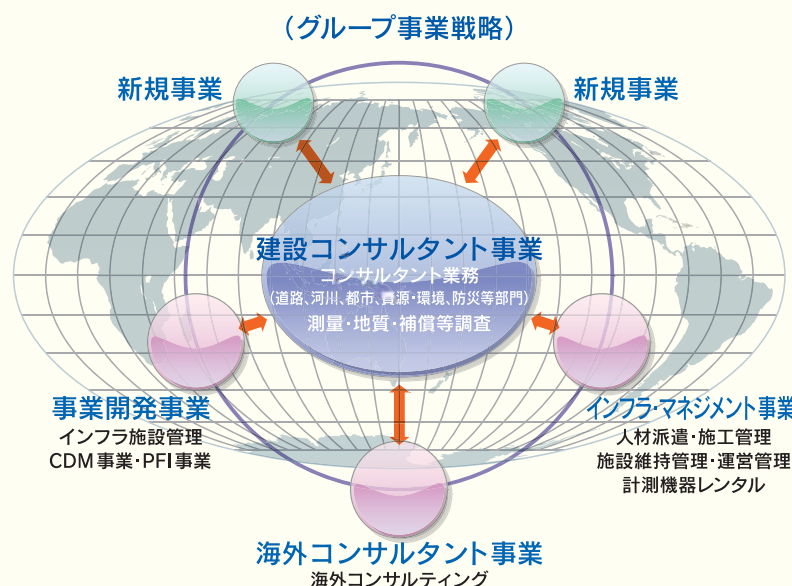 （グループ事業戦略）
新規事業
新規事業
建設コンサルタント事業
コンサルタント業務
（道路、河川、都市、資源・環境、防災等部門）
測量・地質・補償等調査
事業開発事業
インフラ施設管理
CDM事業・PFI事業
インフラ・マネジメント事業
人材派遣・施工管理
施設維持管理・運営管理
計測機器レンタル
海外コンサルタント事業
海外コンサルティング